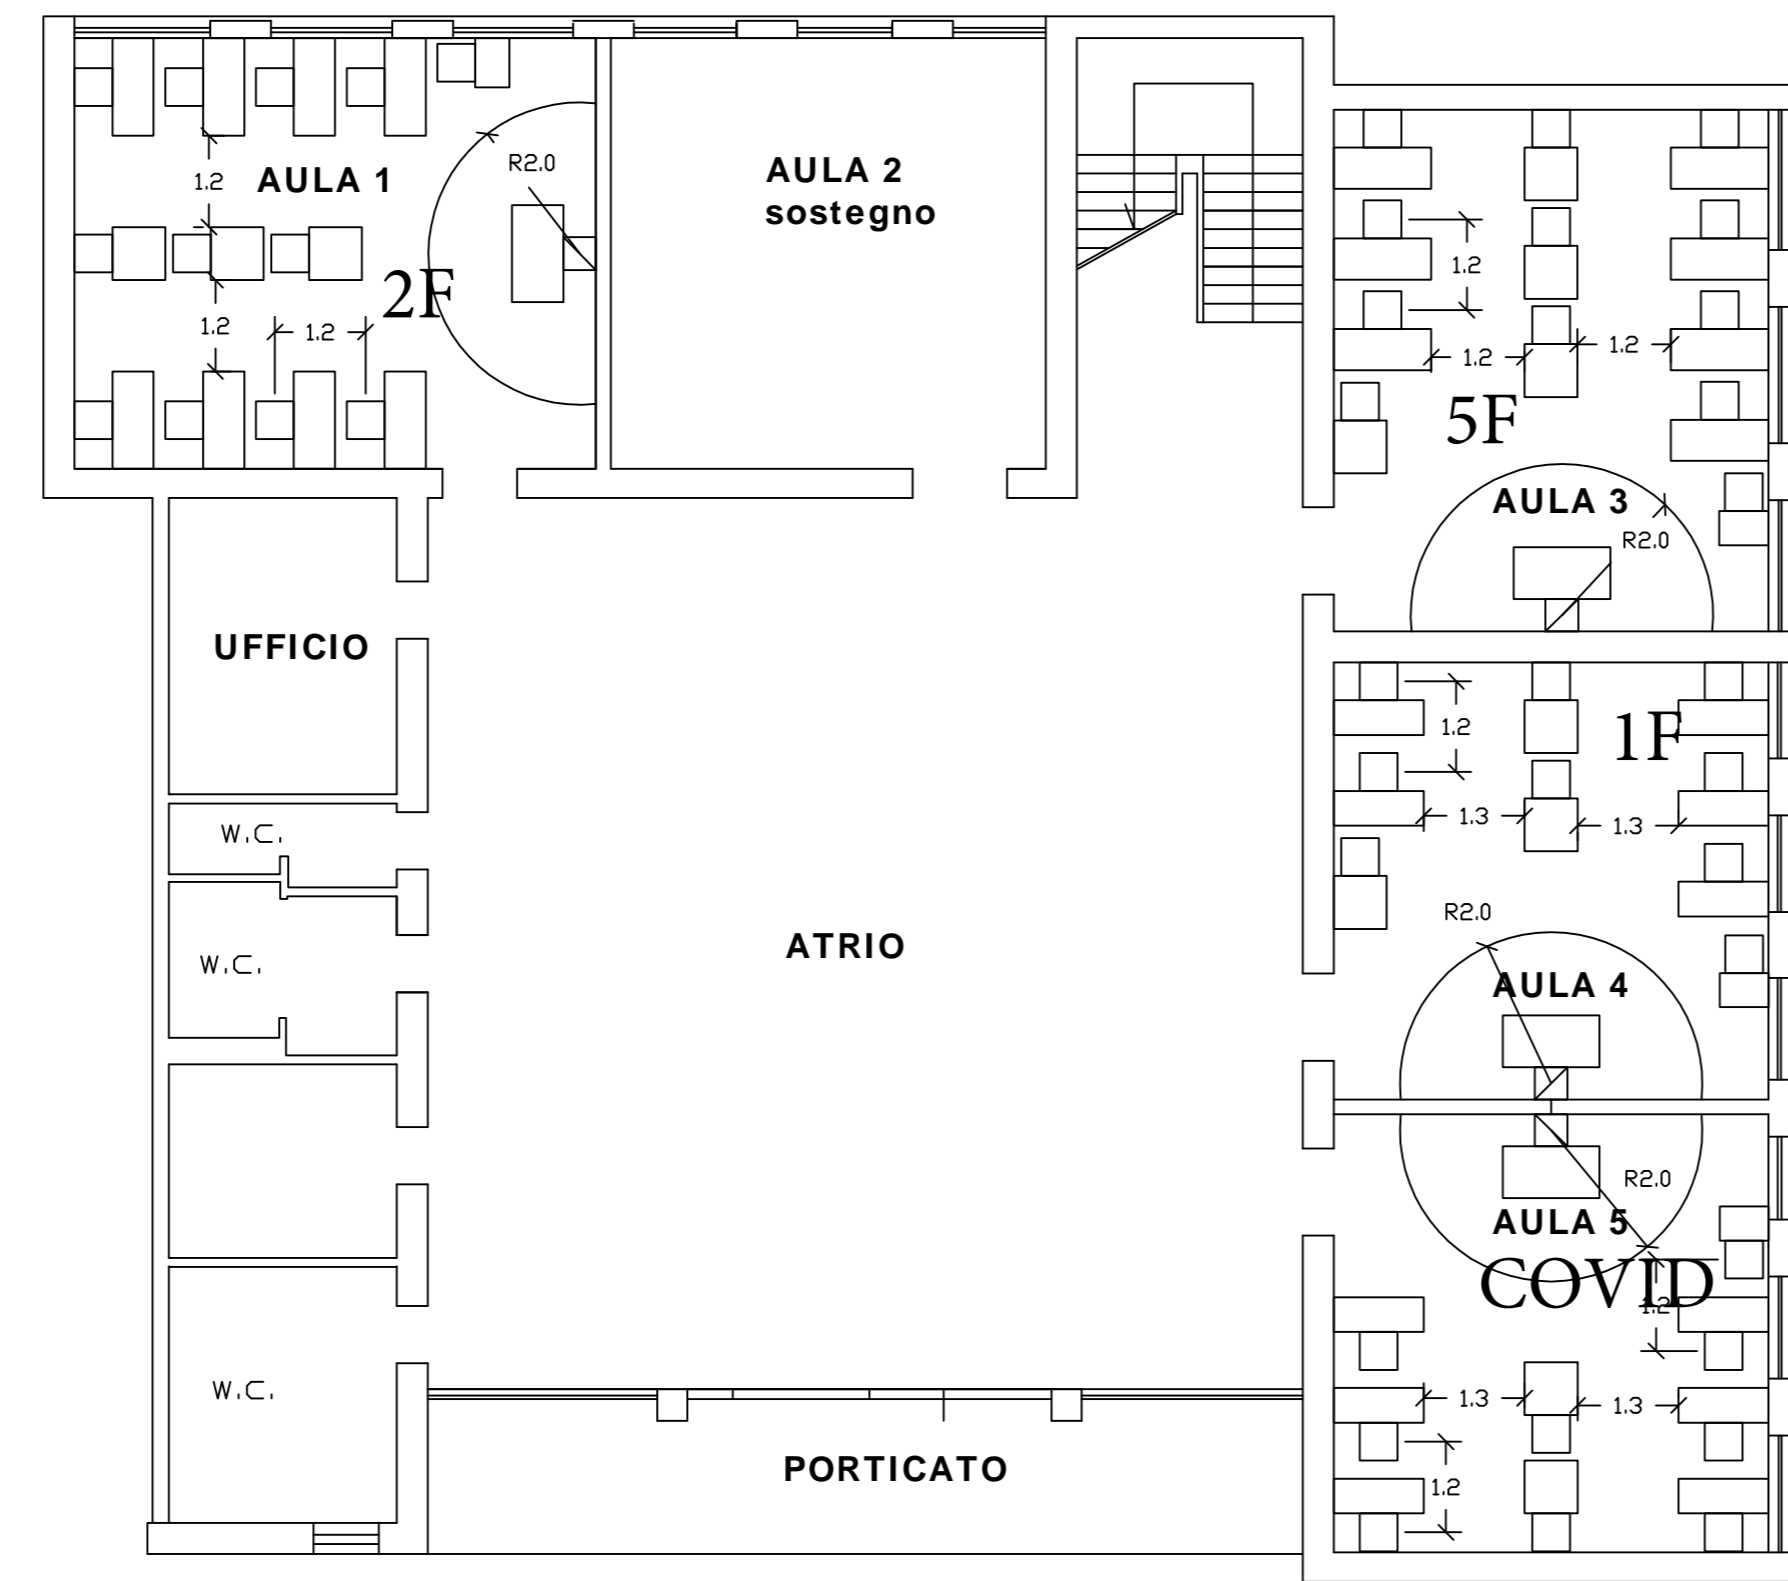 R2.0
1.2
AULA 1
AULA 2
sostegno
2F
1.2
1.2
1.2
1.2
1.2
5F
AULA 3
R2.0
UFFICIO
1F
1.2
1.3
1.3
W.C.
R2.0
ATRIO
W.C.
AULA 4
R2.0
AULA 5
COVID
1.2
W.C.
1.3
1.3
PORTICATO
1.2